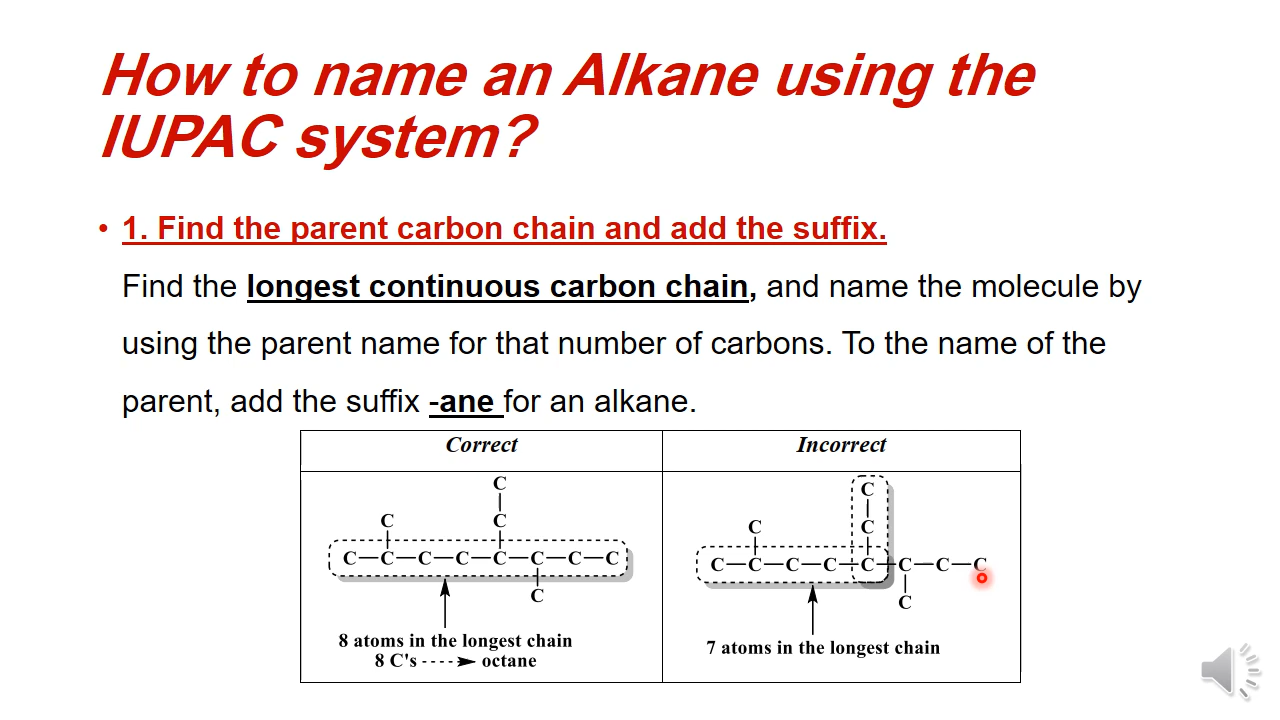 How to name an Alkane using the
IUPAC system?
• 1. Find the parent carbon chain and add the suffix.
Find the longest continuous carbon chain, and name the molecule by
using the parent name for that number of carbons. To the name of the
parent, add the suffix -ane for an alkane.
Correct
C
C C
C—C—C—C—C—C—C—C
C
8 atoms in the longest chain
8 C's ----➤ octane
Incorrect
C
C C
C—C—C—C—C—C—C—C
C
7 atoms in the longest chain